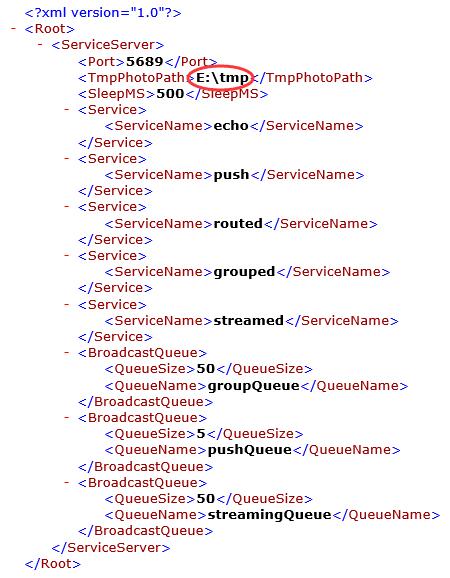 <?xml version="1.0"?>
- <Root>
- <ServiceServer>
<Port>5689</Port>
<TmpPhotoPath>E:\tmp</TmpPhotoPath>
<SleepMS>500</SleepMS>
- <Service>
<ServiceName>echo</ServiceName>
</Service>
- <Service>
<ServiceName>push</ServiceName>
</Service>
- <Service>
<ServiceName>routed</ServiceName>
</Service>
- <Service>
<ServiceName>grouped</ServiceName>
</Service>
- <Service>
<ServiceName>streamed</ServiceName>
</Service>
- <BroadcastQueue>
<QueueSize>50</QueueSize>
<QueueName>groupQueue</QueueName>
</BroadcastQueue>
- <BroadcastQueue>
<QueueSize>5</QueueSize>
<QueueName>pushQueue</QueueName>
</BroadcastQueue>
- <BroadcastQueue>
<QueueSize>50</QueueSize>
<QueueName>streamingQueue</QueueName>
</BroadcastQueue>
</ServiceServer>
</Root>